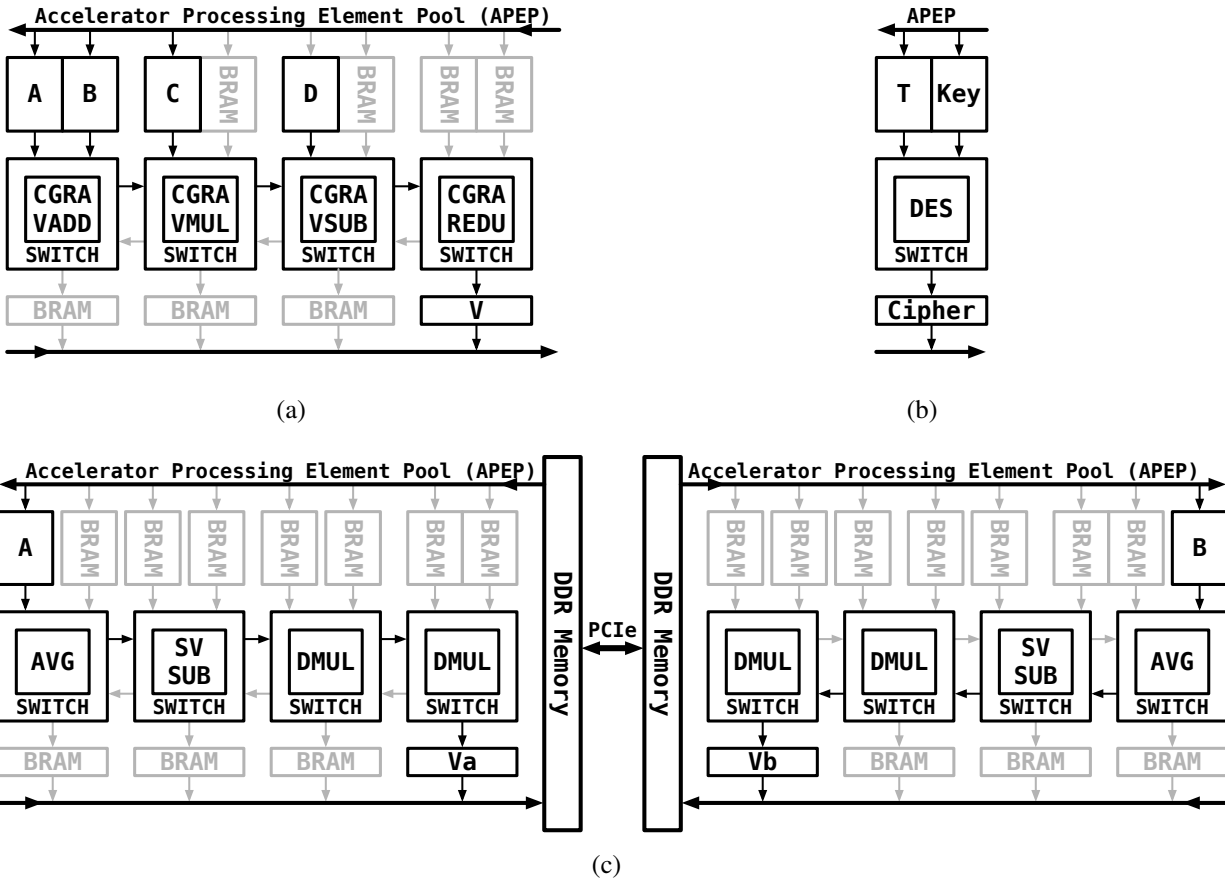 Accelerator Processing Element Pool (APEP)
A B C BRAM D BRAM BRAM BRAM
CGRA VADD
CGRA VMUL
CGRA VSUB
CGRA REDU
SWITCH SWITCH SWITCH SWITCH
BRAM BRAM BRAM V
(a)
APEP
T Key
DES
SWITCH
Cipher
(b)
Accelerator Processing Element Pool (APEP)
A BRAM BRAM BRAM BRAM BRAM BRAM BRAM
AVG
SV SUB
DMUL
DMUL
SWITCH SWITCH SWITCH SWITCH
BRAM BRAM BRAM Va
DDR Memory
PCIe
DDR Memory
Accelerator Processing Element Pool (APEP)
BRAM BRAM BRAM BRAM BRAM BRAM BRAM B
DMUL
DMUL
SV SUB
AVG
SWITCH SWITCH SWITCH SWITCH
Vb BRAM BRAM BRAM
(c)